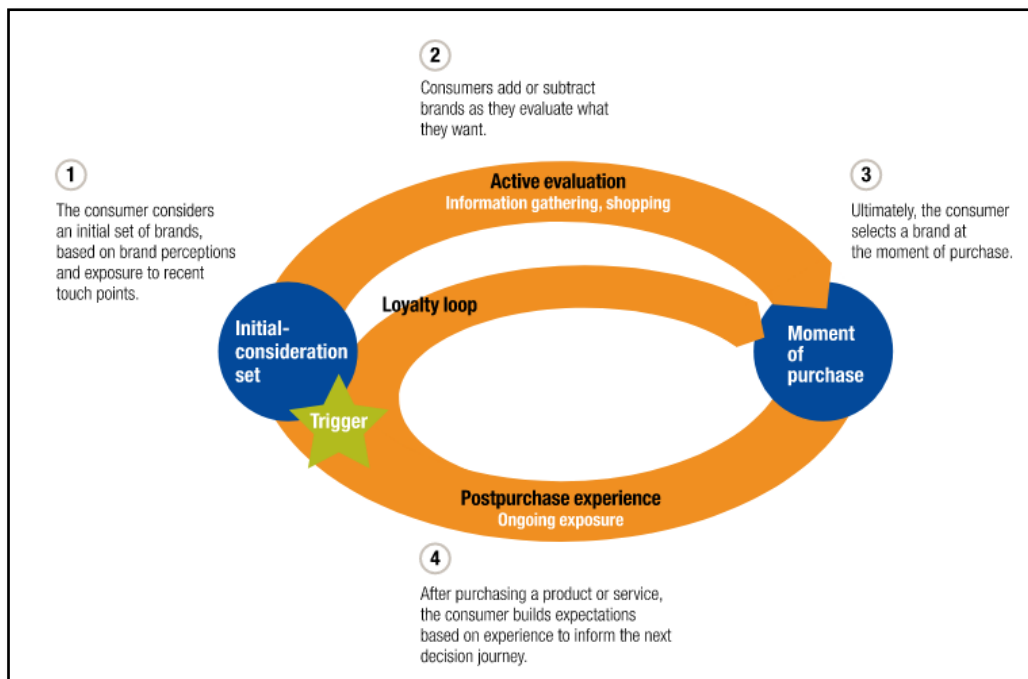 1
The consumer considers
an initial set of brands,
based on brand perceptions
and exposure to recent
touch points.
2
Consumers add or subtract
brands as they evaluate what
they want.
3
Ultimately, the consumer
selects a brand at
the moment of purchase.
Active evaluation
Information gathering, shopping
Loyalty loop
Initial-
consideration
set
Trigger
Moment
of
purchase
Postpurchase experience
Ongoing exposure
4
After purchasing a product or service,
the consumer builds expectations
based on experience to inform the next
decision journey.